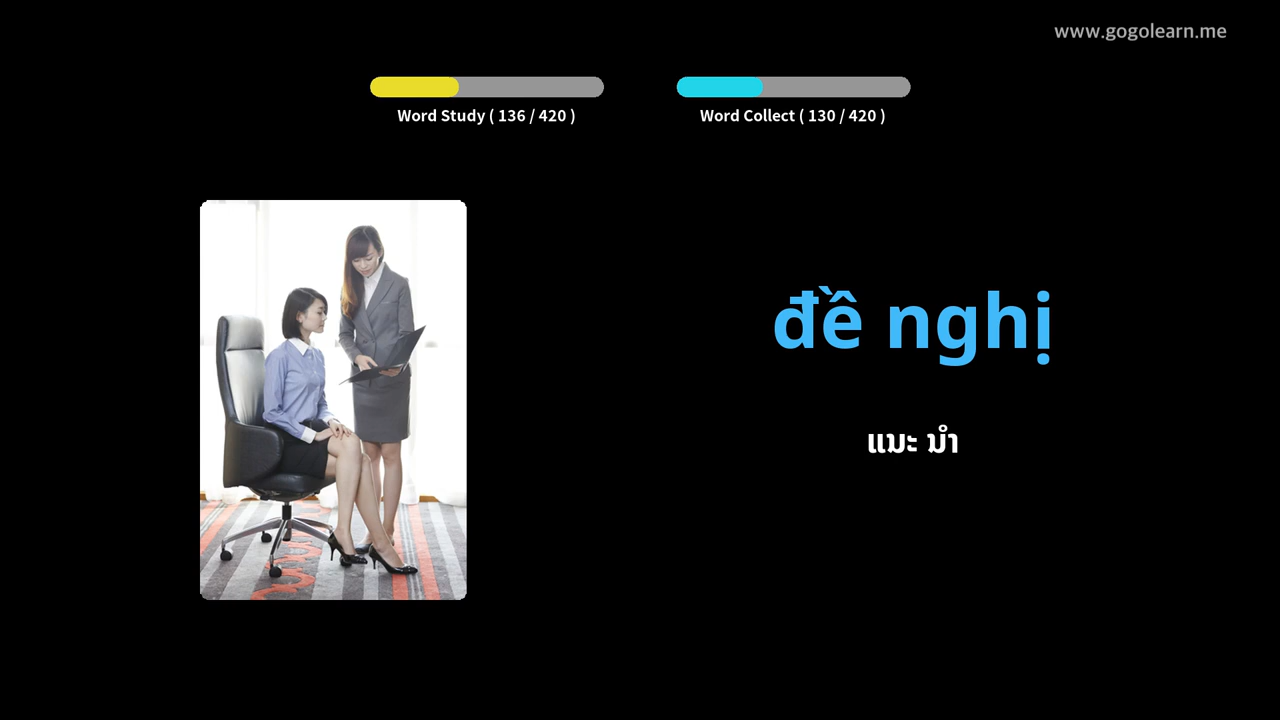 www.gogolearn.me
Word Study ( 136 / 420 )
Word Collect ( 130 / 420 )
đề nghị
ແນະ ນຳ